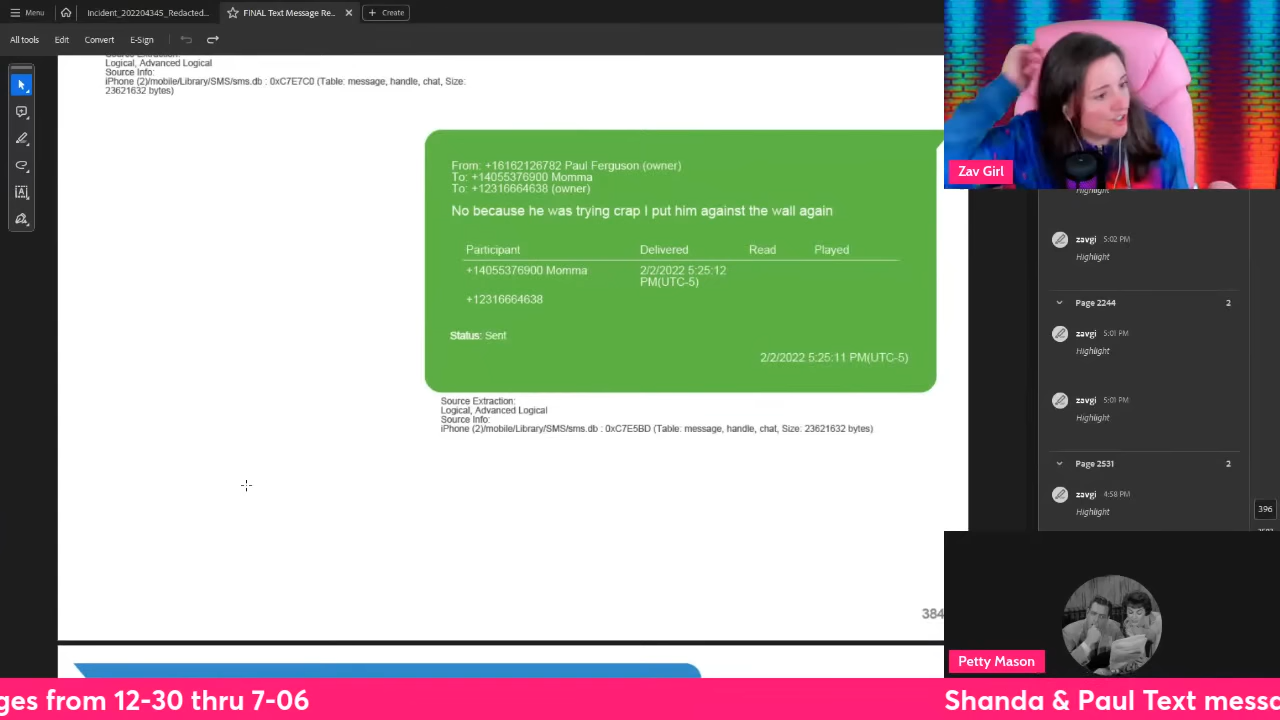 Menu
Incident_202204345_Redacted...
FINAL Text Message Re...
Create
All tools
Edit
Convert
E-Sign
Source Extraction:
Logical, Advanced Logical
Source Info:
iPhone (2)/mobile/Library/SMS/sms.db : 0xC7E7C0 (Table: message, handle, chat, Size:
23621632 bytes)
From: +16162126782 Paul Ferguson (owner)
To: +14055376900 Momma
To: +12316664638 (owner)
No because he was trying crap I put him against the wall again
Participant Delivered Read Played
+14055376900 Momma 2/2/2022 5:25:12
PM(UTC-5)
+12316664638
Status: Sent
2/2/2022 5:25:11 PM(UTC-5)
Source Extraction:
Logical, Advanced Logical
Source Info:
iPhone (2)/mobile/Library/SMS/sms.db : 0xC7E5BD (Table: message, handle, chat, Size: 23621632 bytes)
384
Zav Girl
Highlight
zavgi 5:02 PM
Highlight
Page 2244 2
zavgi 5:01 PM
Highlight
zavgi 5:01 PM
Highlight
Page 2531 2
zavgi 4:58 PM
Highlight
396
Petty Mason
ges from 12-30 thru 7-06
Shanda & Paul Text messa